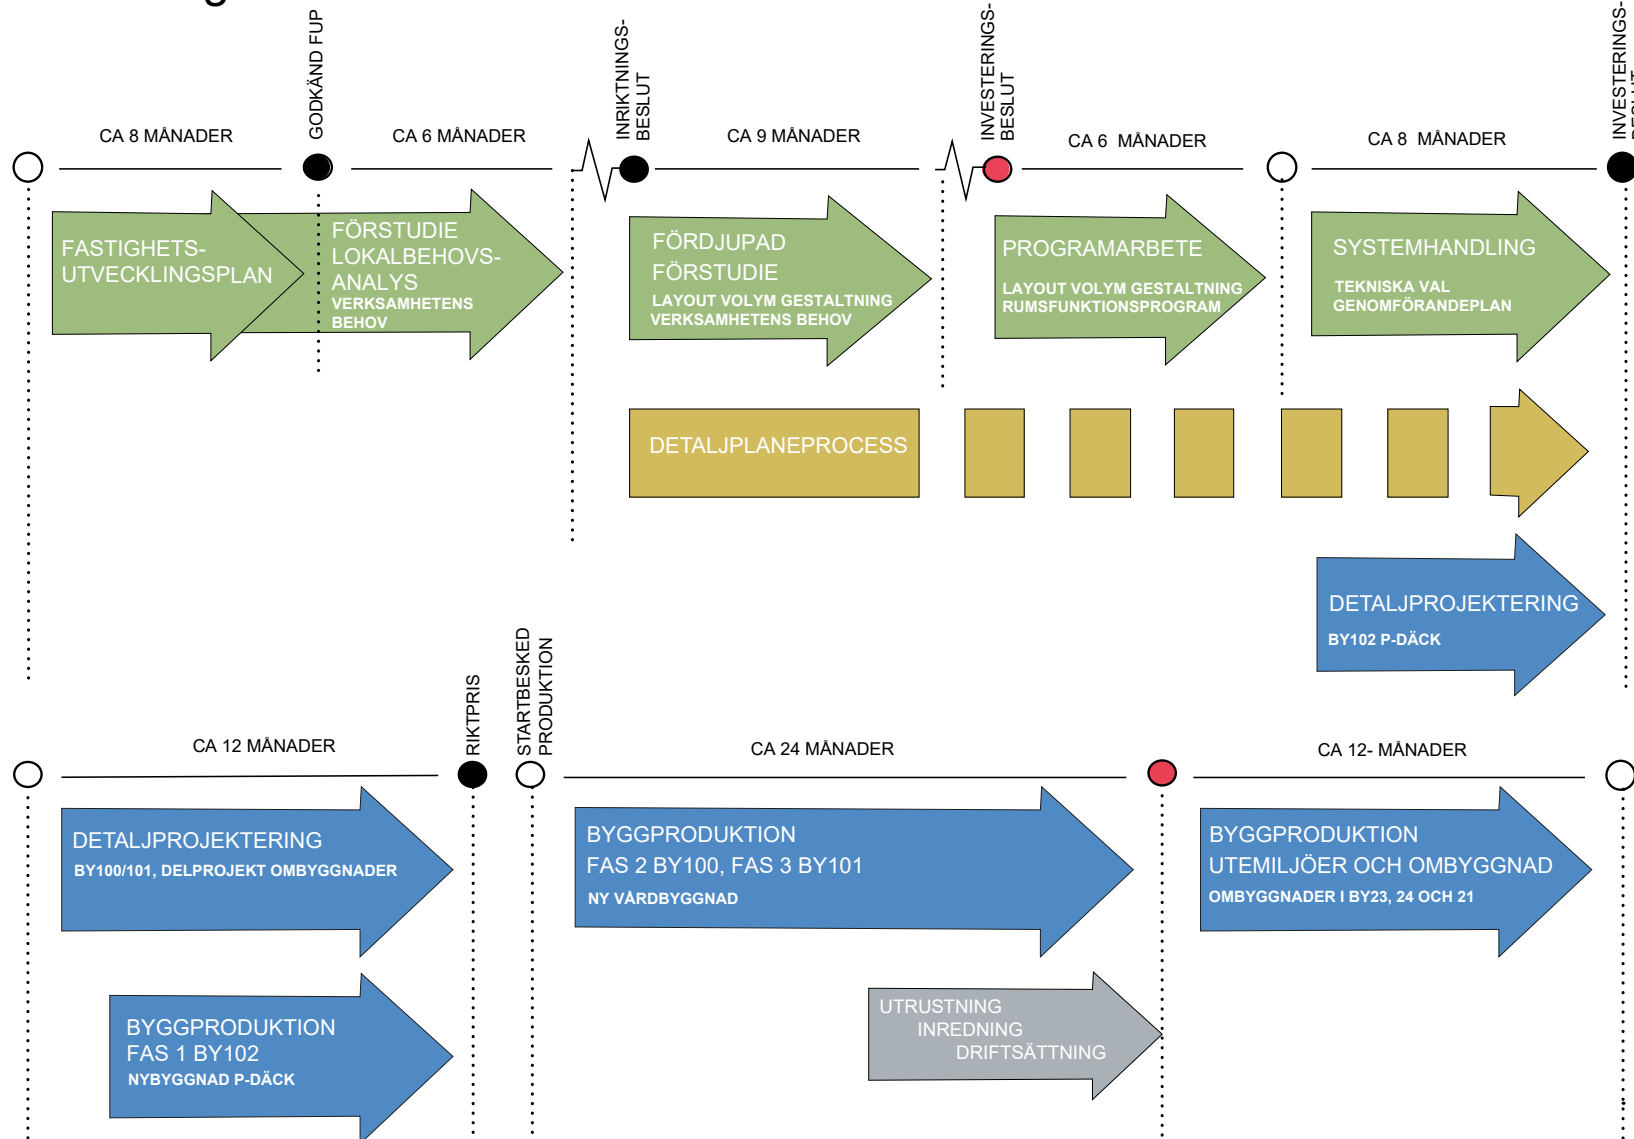 GODKÄND FUP
INRIKTNINGS-
BESLUT
INVESTERINGS-
BESLUT
INVESTERINGS-
BESLUT
CA 8 MÅNADER
CA 6 MÅNADER
CA 9 MÅNADER
CA 6 MÅNADER
CA 8 MÅNADER
FASTIGHETS-
UTVECKLINGSPLAN
FÖRSTUDIE
LOKALBEHOVS-
ANALYS
VERKSAMHETENS
BEHOV
FÖRDJUPAD
FÖRSTUDIE
LAYOUT VOLYM GESTALTNING
VERKSAMHETENS BEHOV
PROGRAMARBETE
LAYOUT VOLYM GESTALTNING
RUMSFUNKTIONSPROGRAM
SYSTEMHANDLING
TEKNISKA VAL
GENOMFÖRANDEPLAN
DETALJPLANEPROCESS
DETALJPROJEKTERING
BY102 P-DÄCK
RIKTPRIS
STARTBESKED
PRODUKTION
CA 12 MÅNADER
CA 24 MÅNADER
CA 12- MÅNADER
DETALJPROJEKTERING
BY100/101, DELPROJEKT OMBYGGNADER
BYGGPRODUKTION
FAS 2 BY100, FAS 3 BY101
NY VÅRDBYGGNAD
BYGGPRODUKTION
UTEMILJÖER OCH OMBYGGNAD
OMBYGGNADER I BY23, 24 OCH 21
BYGGPRODUKTION
FAS 1 BY102
NYBYGGNAD P-DÄCK
UTRUSTNING
INREDNING
DRIFTSÄTTNING